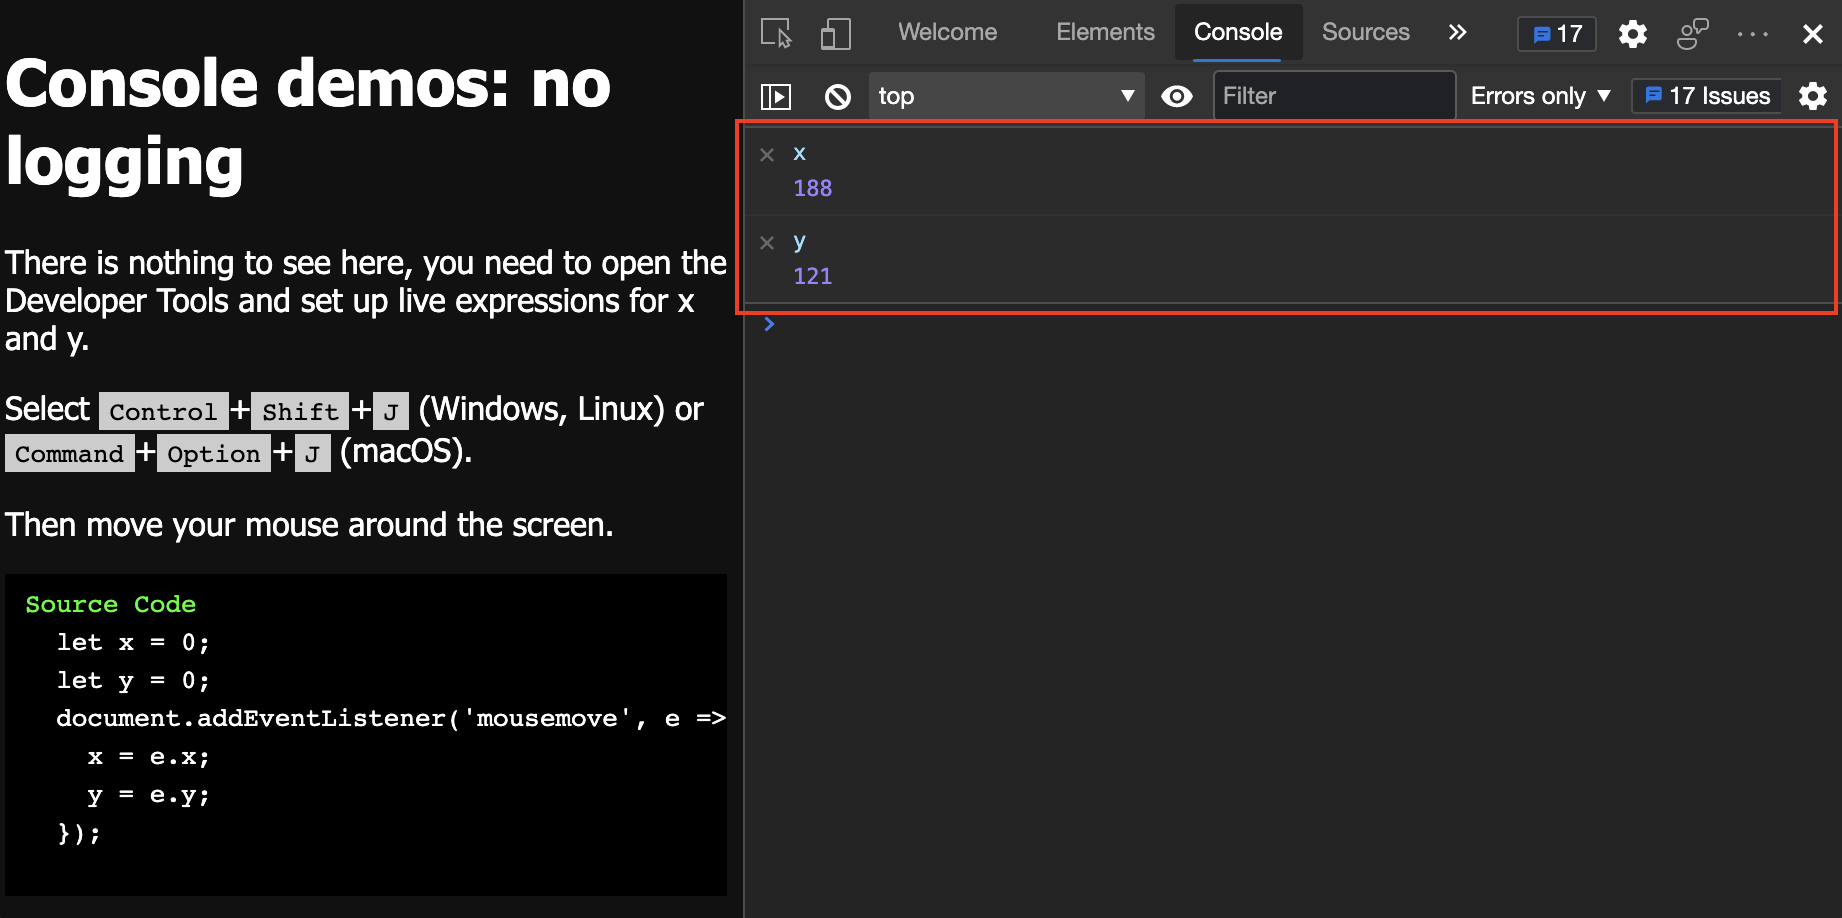 Console demos: no
logging
There is nothing to see here, you need to open the
Developer Tools and set up live expressions for x
and y.
Select Control+Shift+J (Windows, Linux) or
Command+Option+J (macOS).
Then move your mouse around the screen.
Source Code
let x = 0;
let y = 0;
document.addEventListener('mousemove', e =>
x = e.x;
y = e.y;
});
Welcome Elements Console Sources » 17
top Filter Errors only 17 Issues
x
188
y
121